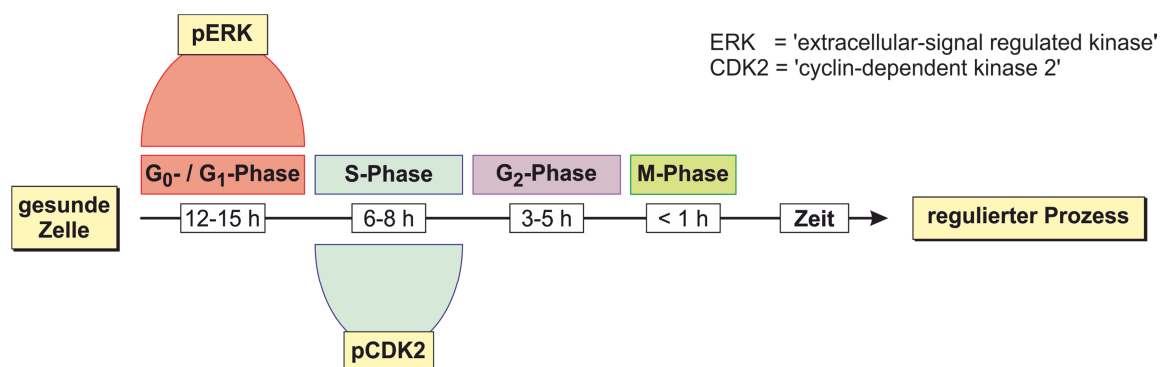 pERK
ERK = 'extracellular-signal regulated kinase'
CDK2 = 'cyclin-dependent kinase 2'
G0- / G1-Phase
S-Phase
G2-Phase
M-Phase
gesunde
Zelle
12-15 h
6-8 h
3-5 h
< 1 h
Zeit
regulierter Prozess
pCDK2